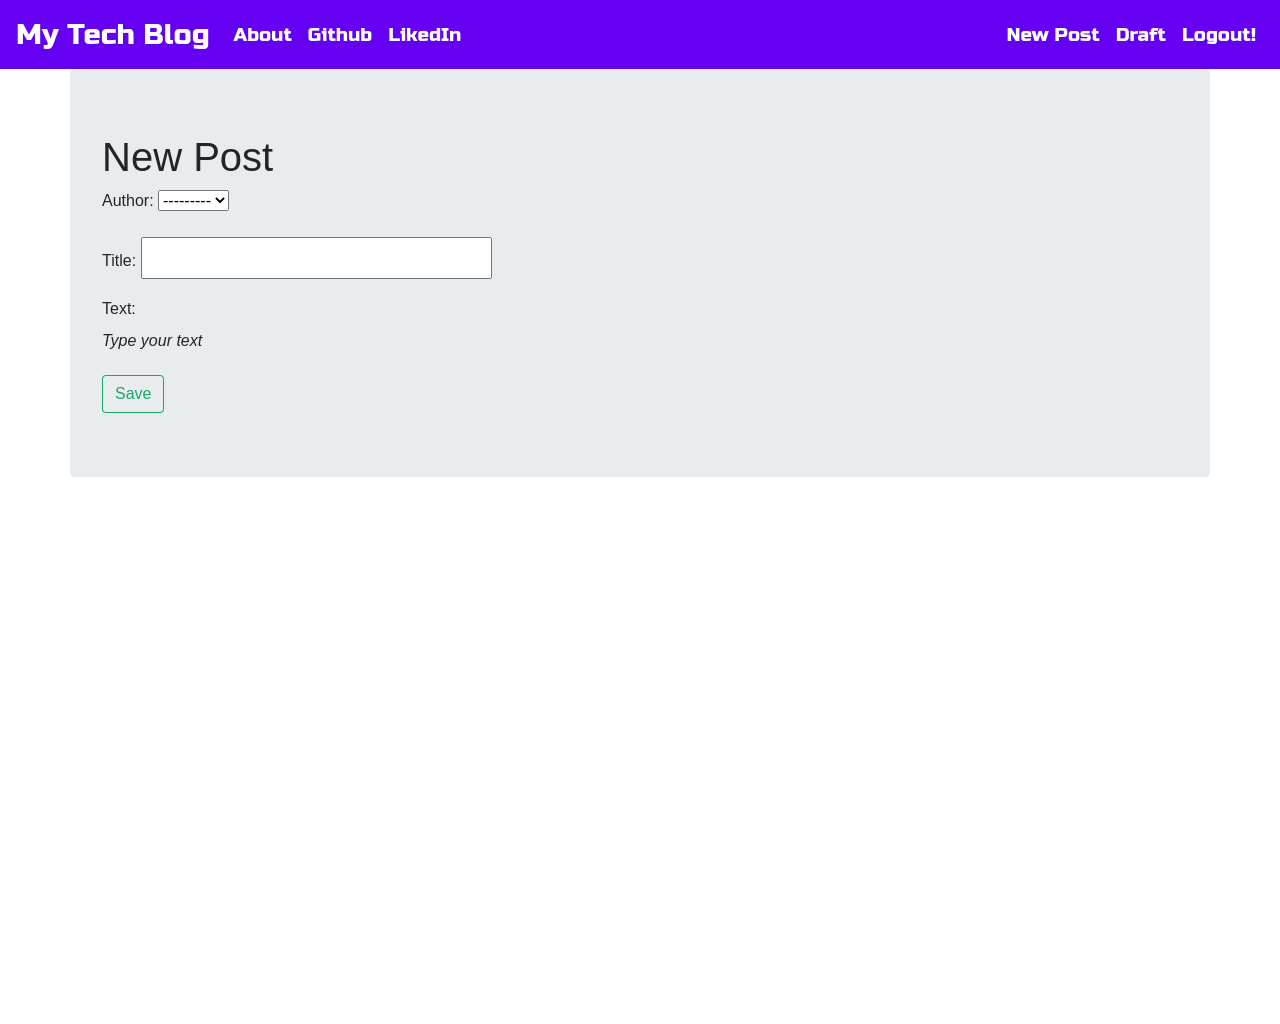 My Tech Blog About Github LikedIn New Post Draft Logout!
New Post
Author: ---------
Title:
Text:
Type your text
Save